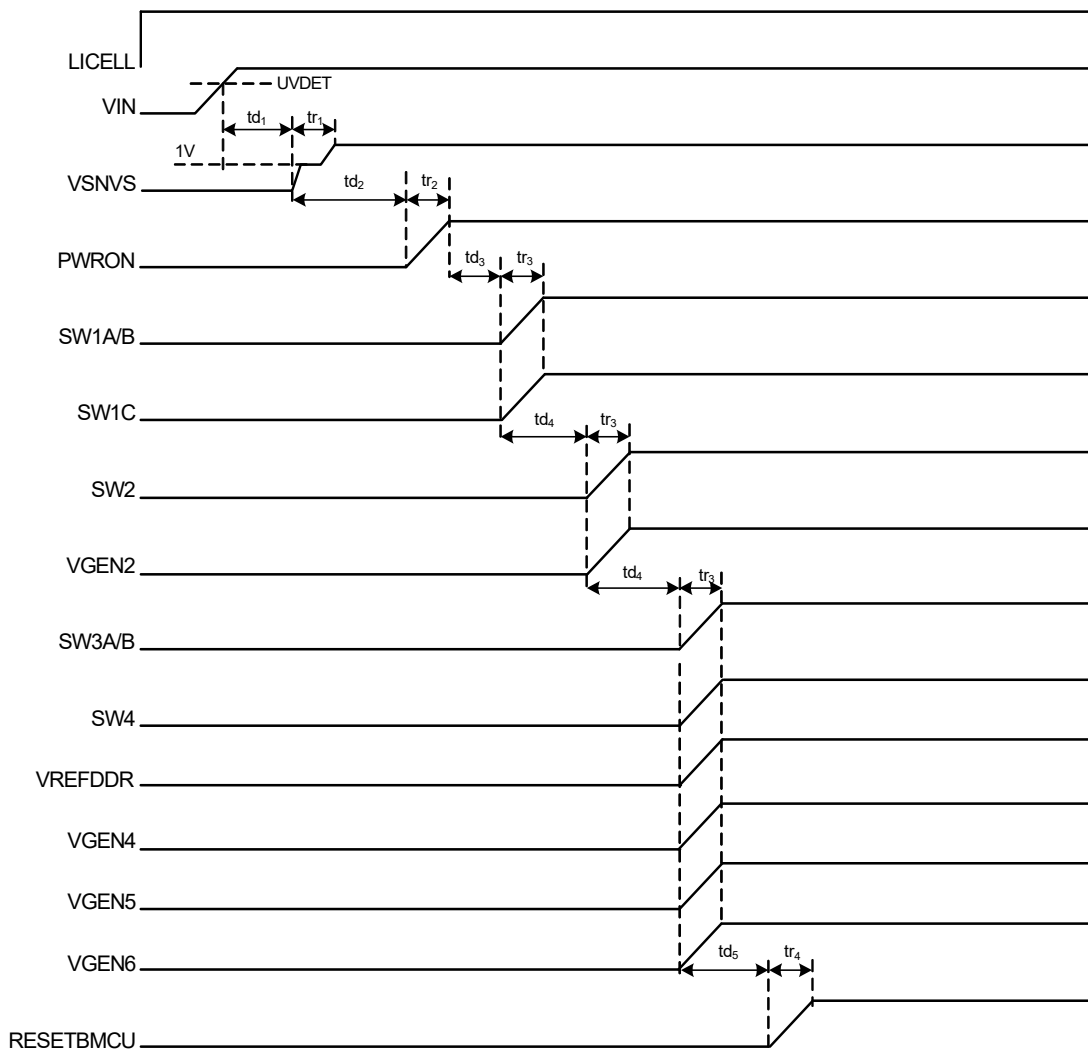 LICELL
UVDET
VIN
td₁ tr₁
1V
VSNVS
td₂ tr₂
PWRON
td₃ tr₃
SW1A/B
SW1C
td₄ tr₃
SW2
VGEN2
td₄ tr₃
SW3A/B
SW4
VREFDDR
VGEN4
VGEN5
VGEN6
td₅ tr₄
RESETBMCU